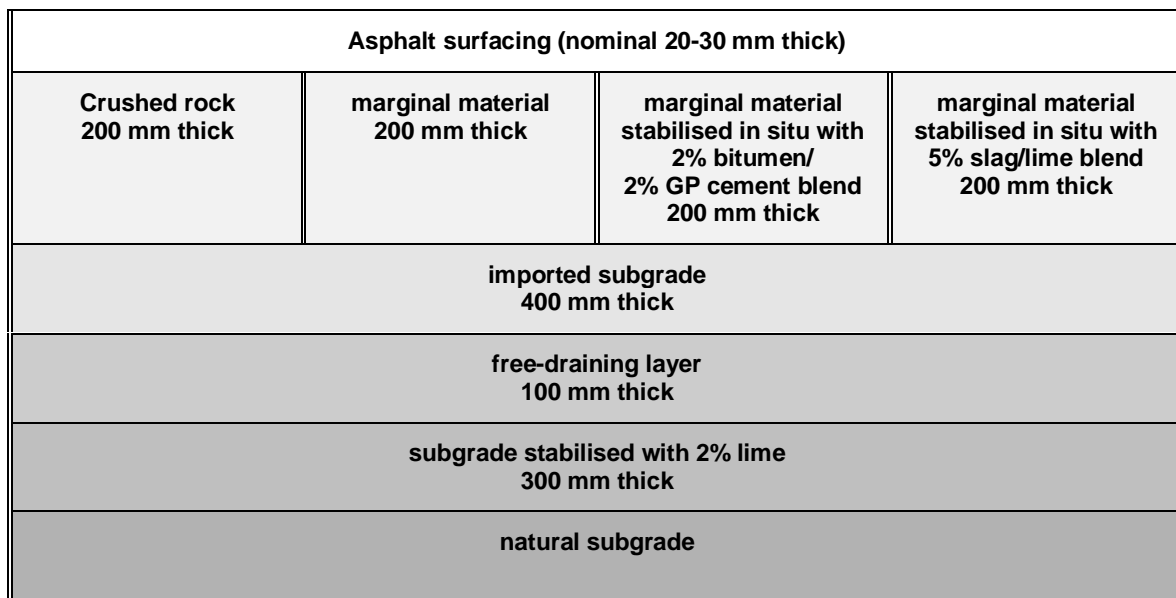 Asphalt surfacing (nominal 20-30 mm thick)
Crushed rock
200 mm thick
marginal material
200 mm thick
marginal material
stabilised in situ with
2% bitumen/
2% GP cement blend
200 mm thick
marginal material
stabilised in situ with
5% slag/lime blend
200 mm thick
imported subgrade
400 mm thick
free-draining layer
100 mm thick
subgrade stabilised with 2% lime
300 mm thick
natural subgrade